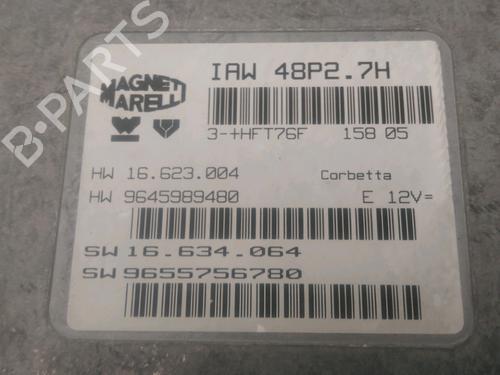 MAGNETI MARELLI
IAW 48P2.7H
3-+HFT76F 158 05
HW 16.623.004 Corbetta
HW 9645989480 E 12V=
SW 16.634.064
SW 9655756780
B-PARTS